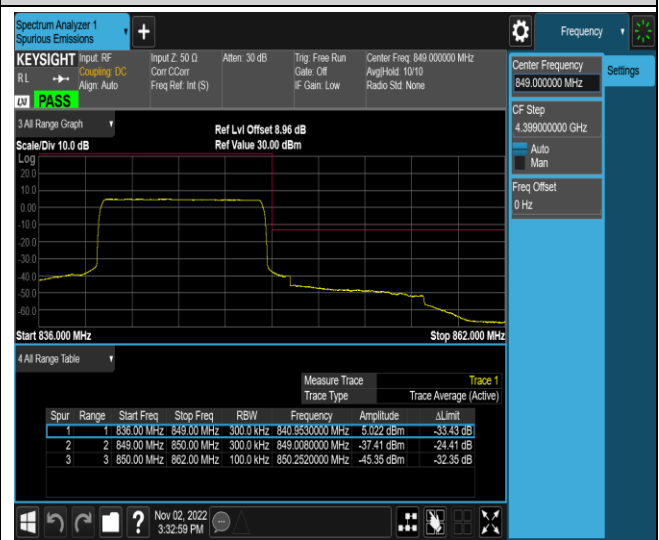 Spectrum Analyzer 1
Spurious Emissions
Frequency
KEYSIGHT
Input: RF
Coupling: DC
Align: Auto
Input Z: 50 Ω
Corr CCorr
Freq Ref: Int (S)
Atten: 30 dB
Trig: Free Run
Gate: Off
IF Gain: Low
Center Freq: 849.000000 MHz
Avg|Hold: 10/10
Radio Std: None
RL
PASS
3 All Range Graph
Ref Lvl Offset 8.96 dB
Scale/Div 10.0 dB
Ref Value 30.00 dBm
Log
20.0
10.0
0.00
-10.0
-20.0
-30.0
-40.0
-50.0
-60.0
Start 836.000 MHz
Stop 862.000 MHz
4 All Range Table
Measure Trace Trace 1
Trace Type Trace Average (Active)
Spur Range Start Freq Stop Freq RBW Frequency Amplitude ΔLimit
1 1 836.00 MHz 849.00 MHz 300.0 kHz 840.9530000 MHz 5.022 dBm -33.43 dB
2 2 849.00 MHz 850.00 MHz 300.0 kHz 849.0080000 MHz -37.41 dBm -24.41 dB
3 3 850.00 MHz 862.00 MHz 100.0 kHz 850.2520000 MHz -45.35 dBm -32.35 dB
Nov 02, 2022
3:32:59 PM
Center Frequency
849.000000 MHz
Settings
CF Step
4.399000000 GHz
Auto
Man
Freq Offset
0 Hz